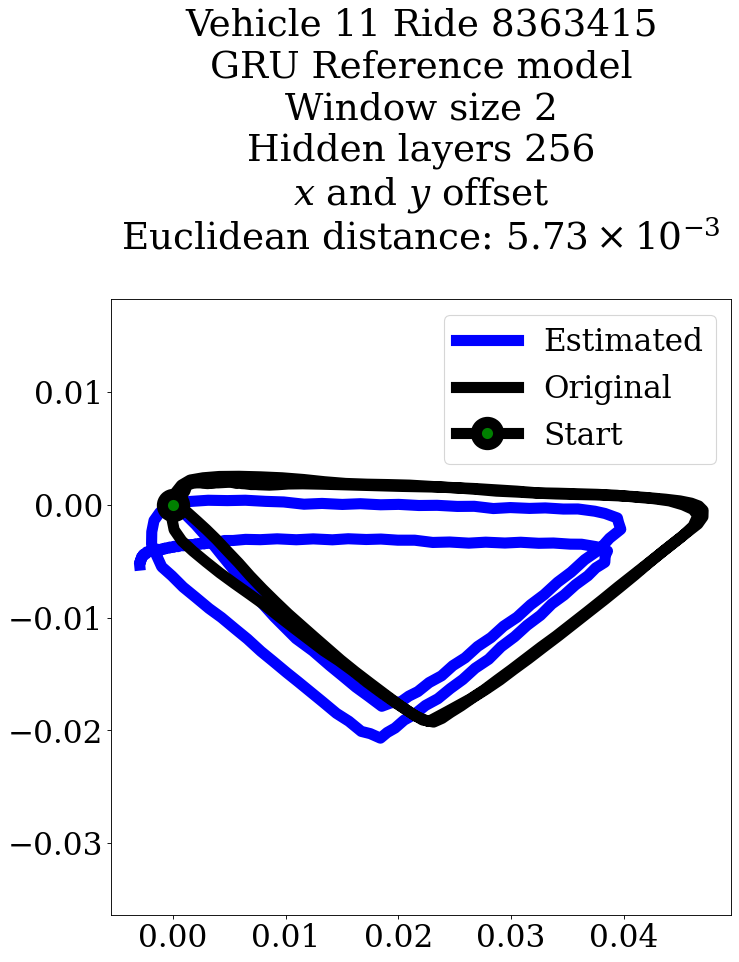 Vehicle 11 Ride 8363415
GRU Reference model
Window size 2
Hidden layers 256
x and y offset
Euclidean distance: 5.73 × 10⁻³
Estimated
Original
Start
0.01
0.00
−0.01
−0.02
−0.03
0.00 0.01 0.02 0.03 0.04